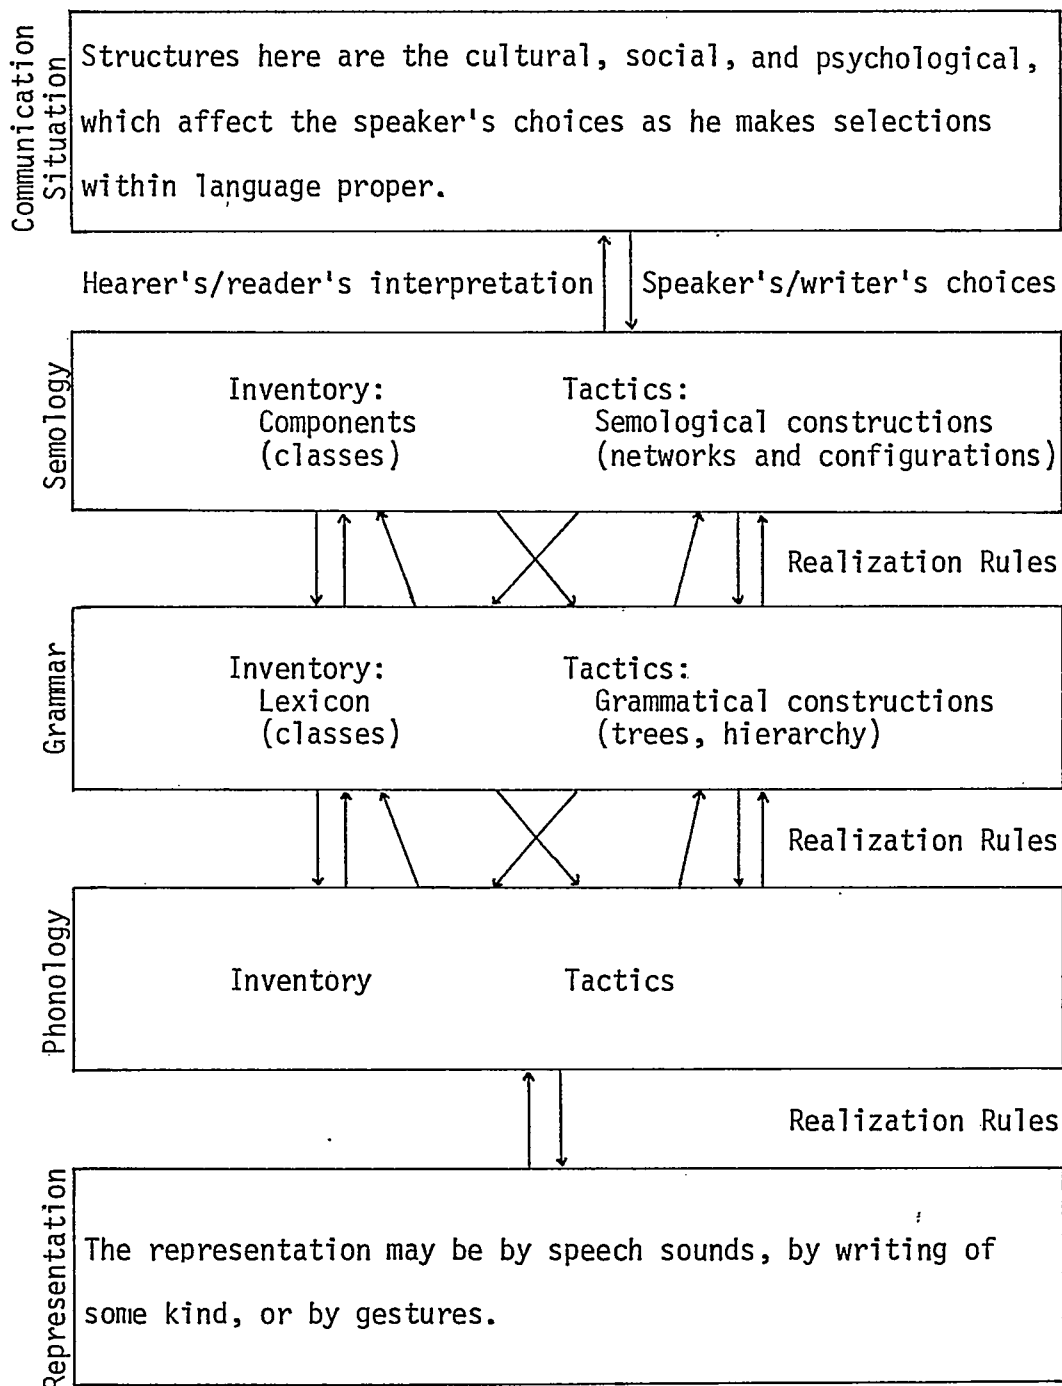 Communication
Situation
Structures here are the cultural, social, and psychological,
which affect the speaker's choices as he makes selections
within language proper.
Hearer's/reader's interpretation
Speaker's/writer's choices
Semology
Inventory:
Components
(classes)
Tactics:
Semological constructions
(networks and configurations)
Realization Rules
Grammar
Inventory:
Lexicon
(classes)
Tactics:
Grammatical constructions
(trees, hierarchy)
Realization Rules
Phonology
Inventory
Tactics
Realization Rules
Representation
The representation may be by speech sounds, by writing of
some kind, or by gestures.